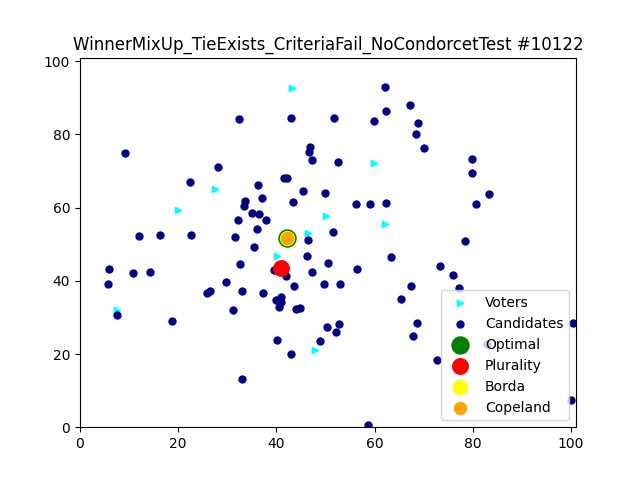 WinnerMixUp_TieExists_CriteriaFail_NoCondorcetTest #10122
100
80
60
40
20
0
0 20 40 60 80 100
Voters
Candidates
Optimal
Plurality
Borda
Copeland